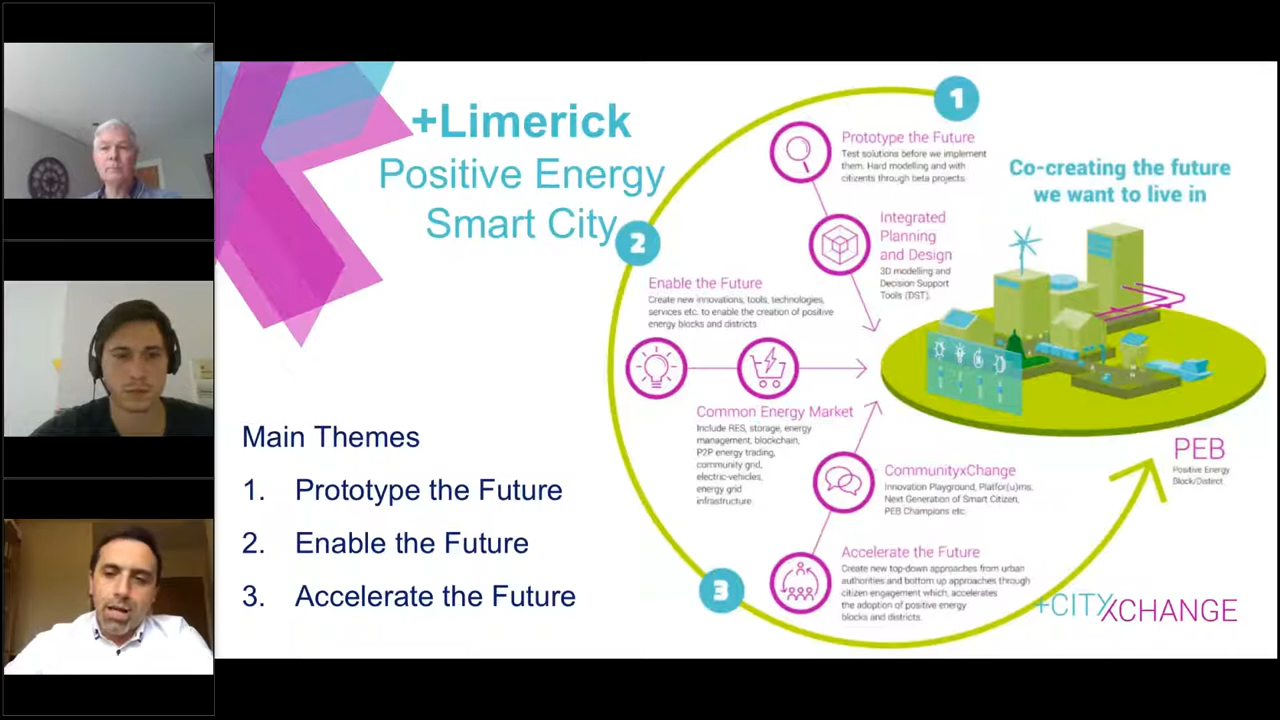 +Limerick
Positive Energy
Smart City
Main Themes
1. Prototype the Future
2. Enable the Future
3. Accelerate the Future
1
Prototype the Future
Test solutions before we implement
them. Hard modelling and with
citizents through beta projects.
Integrated
Planning
and Design
3D modelling and
Decision Support
Tools (DST).
2
Enable the Future
Create new innovations, tools, technologies,
services etc. to enable the creation of positive
energy blocks and districts
Common Energy Market
Include RES, storage, energy
management, blockchain,
P2P energy trading,
community grid,
electric-vehicles,
energy grid
infrastructure.
CommunityxChange
Innovation Playground, Platfor(u)ms,
Next Generation of Smart Citizen,
PEB Champions etc.
3
Accelerate the Future
Create new top-down approaches from urban
authorities and bottom up approaches through
citizen engagement which, accelerates
the adoption of positive energy
blocks and districts.
Co-creating the future
we want to live in
PEB
Positive Energy
Block/District.
+CITYXCHANGE